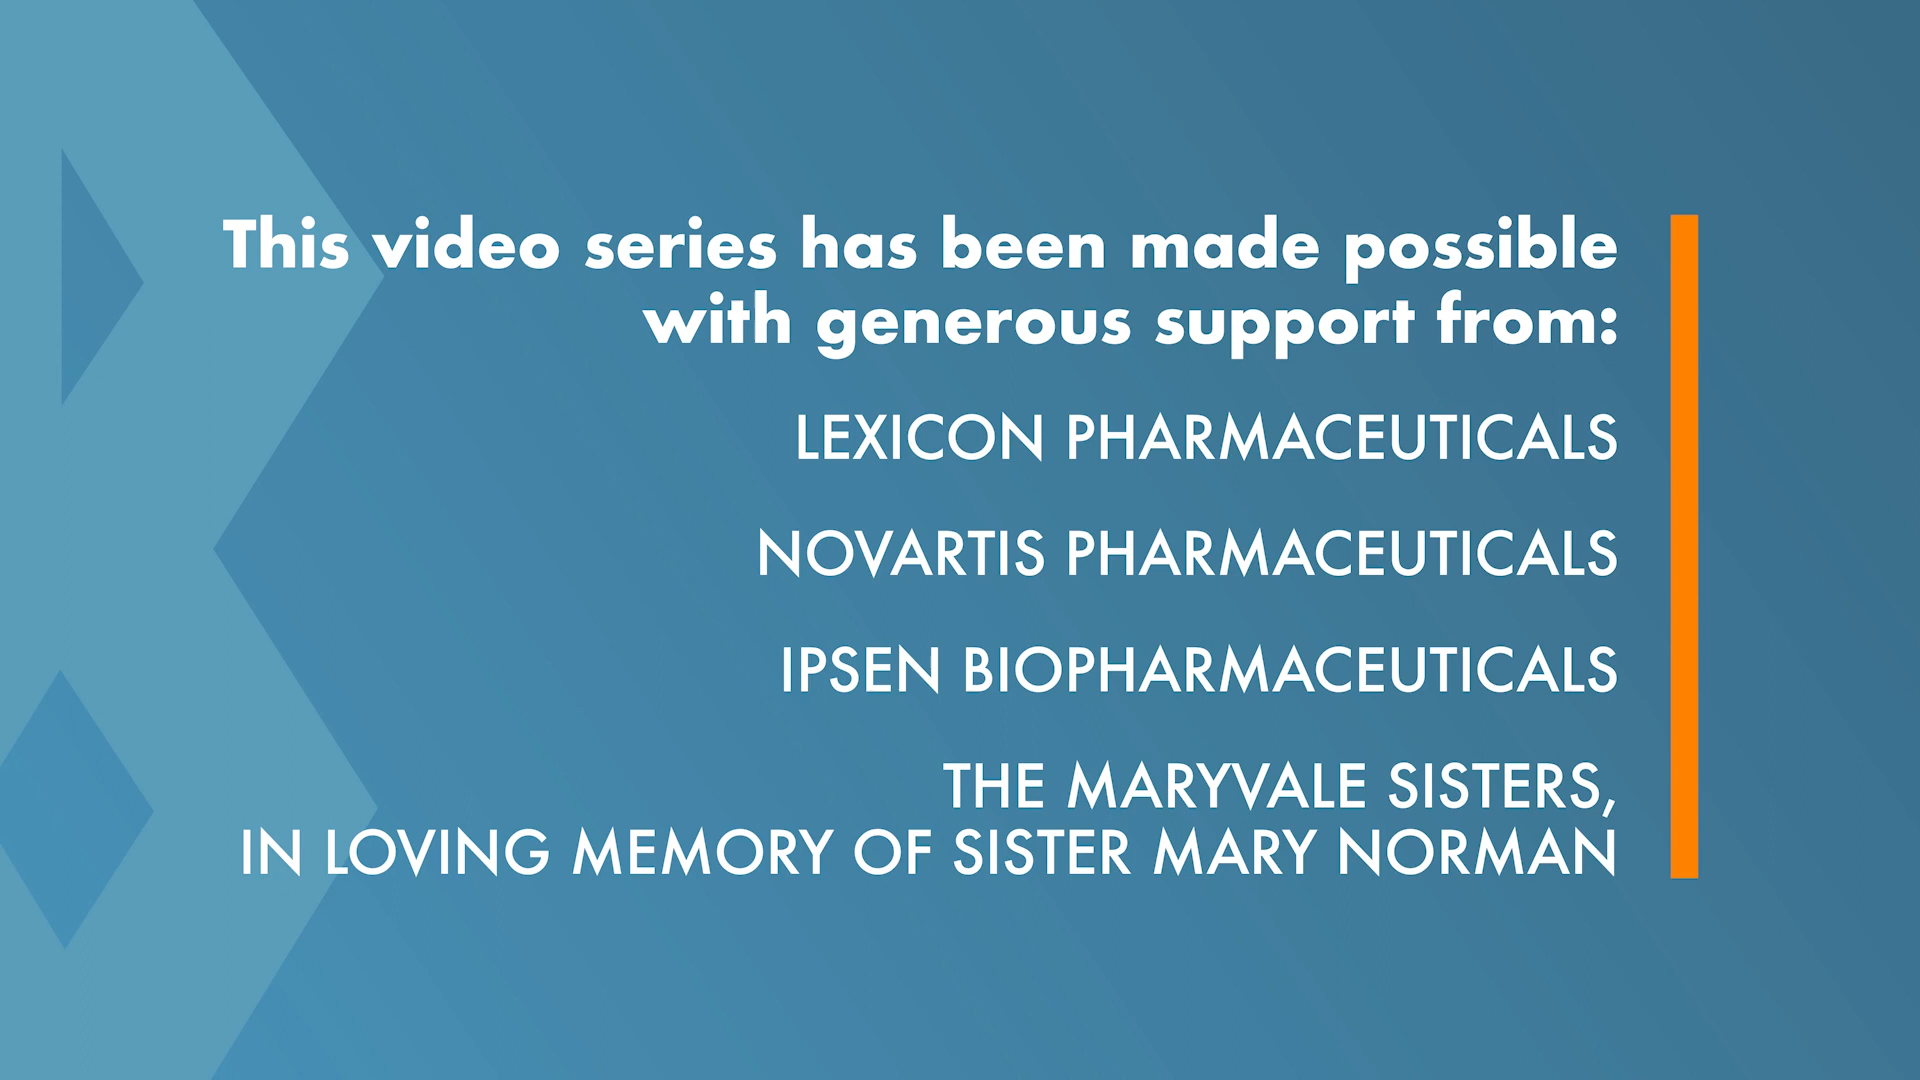 This video series has been made possible
with generous support from:
LEXICON PHARMACEUTICALS
NOVARTIS PHARMACEUTICALS
IPSEN BIOPHARMACEUTICALS
THE MARYVALE SISTERS,
IN LOVING MEMORY OF SISTER MARY NORMAN